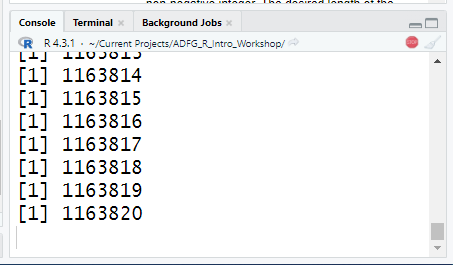 non-negative integer. The desired length of the
Console Terminal × Background Jobs ×
R R 4.3.1 · ~/Current Projects/ADFG_R_Intro_Workshop/
[1] 1163813
[1] 1163814
[1] 1163815
[1] 1163816
[1] 1163817
[1] 1163818
[1] 1163819
[1] 1163820